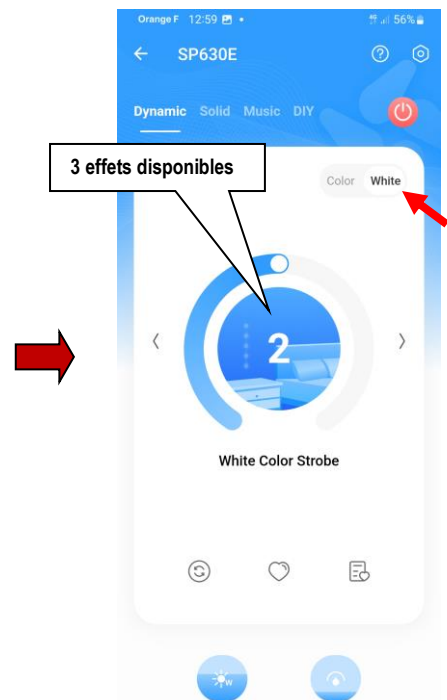 Orange F 12:59 56%
SP630E
Dynamic Solid Music DIY
3 effets disponibles
Color White
2
White Color Strobe
W